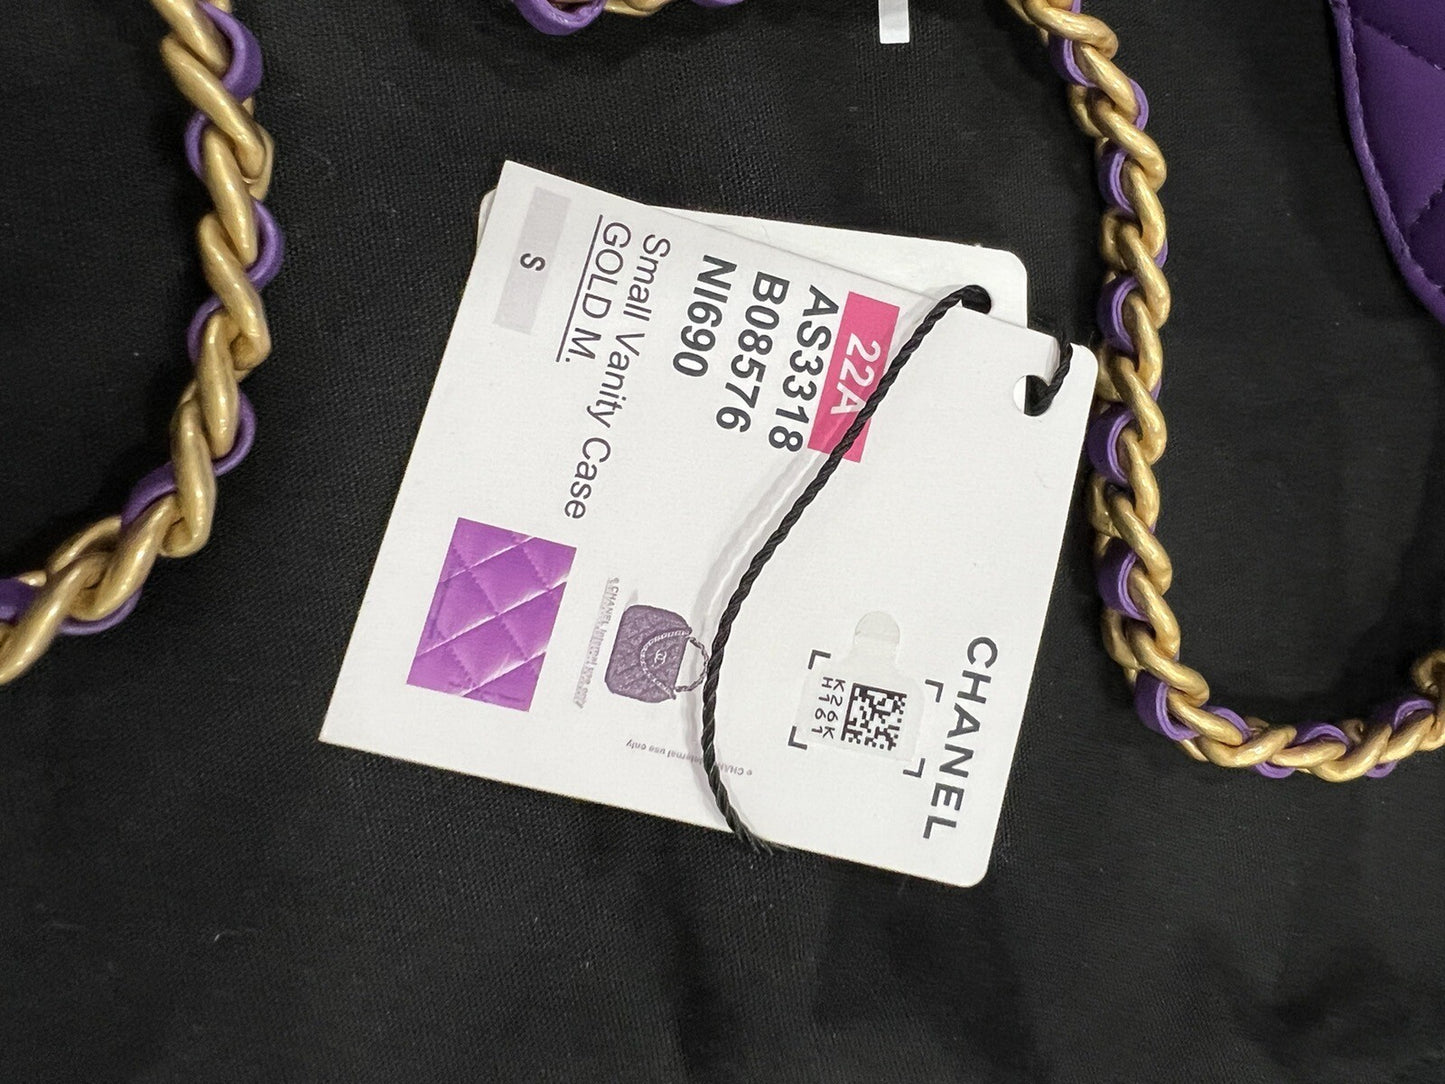 22A
AS3318
B08576
NI690
Small Vanity Case
GOLD M.
S
CHANEL
K26K
H161